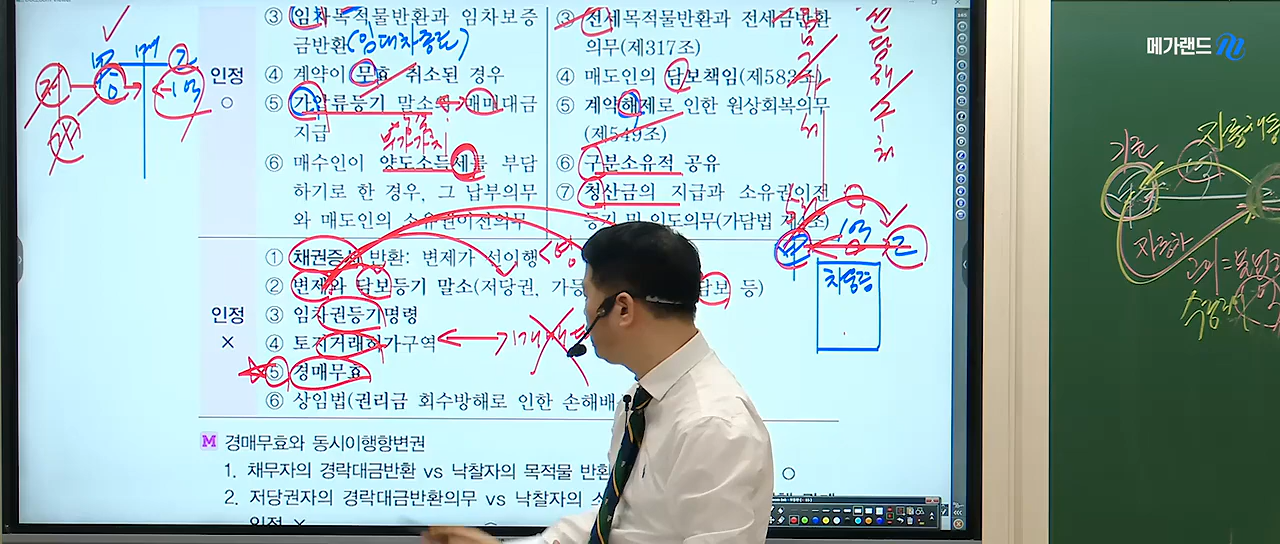 ③ 임차목적물반환과 임차보증
금반환(임대차종료)
인정
○
④ 계약이 무효 취소된 경우
⑤ 가압류등기 말소 ↔ 매매대금
지급
부가가치
⑥ 매수인이 양도소득세를 부담
하기로 한 경우, 그 납부의무
와 매도인의 소유권이전의무
③ 전세목적물반환과 전세금반환
의무(제317조)
④ 매도인의 담보책임(제583조)
⑤ 계약해제로 인한 원상회복의무
(제549조)
⑥ 구분소유적 공유
⑦ 청산금의 지급과 소유권이전
등기 및 인도의무(가담법 제4조)
인정
×
① 채권증서 반환: 변제가 선이행
② 변제와 담보등기 말소(저당권, 가등
담보 등)
③ 임차권등기명령
④ 토지거래허가구역
⑤ 경매무효
⑥ 상임법(권리금 회수방해로 인한 손해배
M 경매무효와 동시이행항변권
1. 채무자의 경락대금반환 vs 낙찰자의 목적물 반환
○
2. 저당권자의 경락대금반환의무 vs 낙찰자의 소
인정 ×
1억
차용증
메가랜드
기존